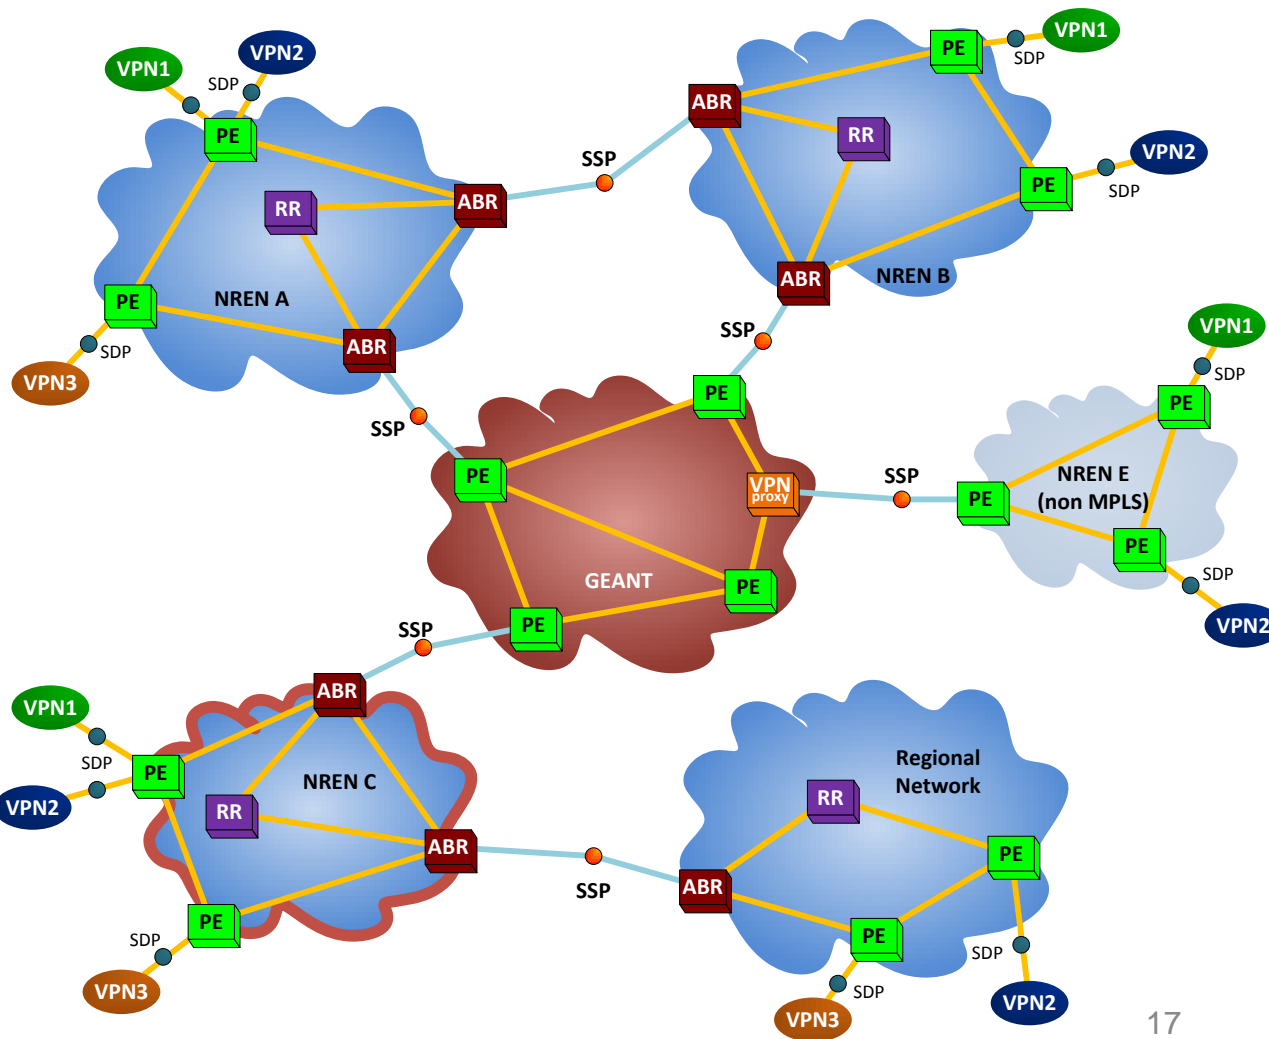 VPN1
VPN2
SDP
PE
RR
ABR
NREN A
PE
ABR
SDP
VPN3
SSP
SSP
ABR
PE
VPN1
SDP
RR
VPN2
PE
SDP
ABR
NREN B
SSP
PE
PE
VPN
proxy
GEANT
PE
PE
SSP
VPN1
SDP
PE
NREN E
(non MPLS)
PE
PE
SDP
VPN2
SSP
ABR
VPN1
SDP
PE
VPN2
NREN C
RR
ABR
PE
SDP
VPN3
SSP
Regional
Network
RR
ABR
PE
PE
SDP
SDP
VPN3
VPN2
17